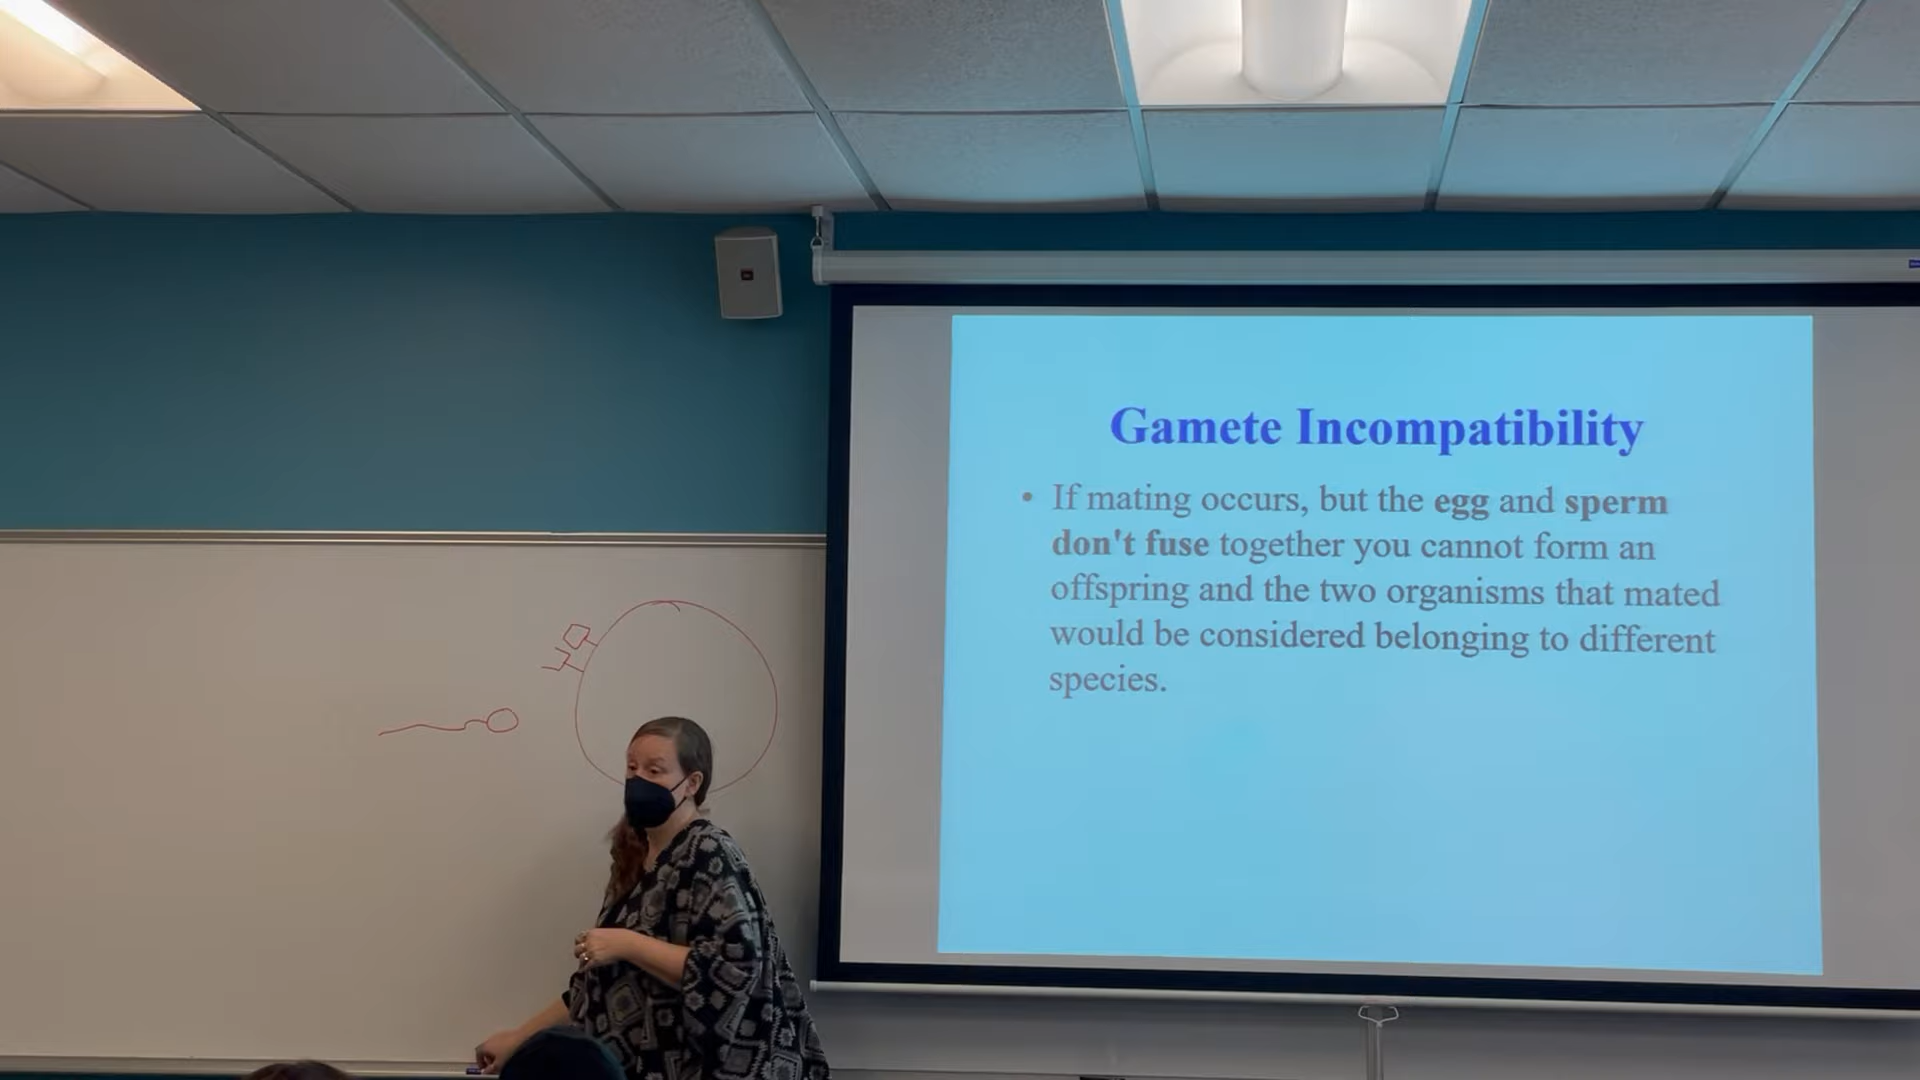 Gamete Incompatibility
• If mating occurs, but the egg and sperm
don't fuse together you cannot form an
offspring and the two organisms that mated
would be considered belonging to different
species.